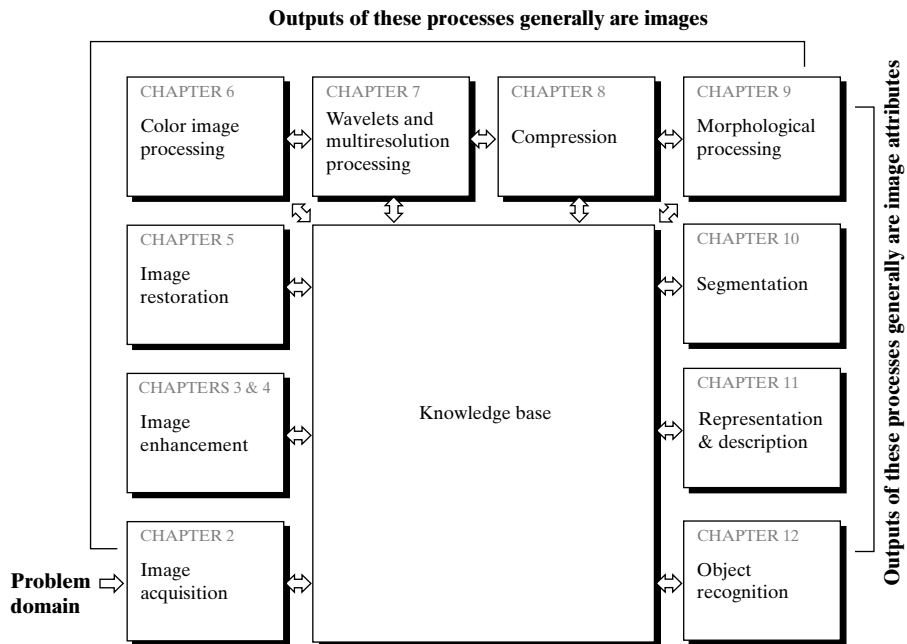 Outputs of these processes generally are images
CHAPTER 6
Color image
processing
CHAPTER 7
Wavelets and
multiresolution
processing
CHAPTER 8
Compression
CHAPTER 9
Morphological
processing
CHAPTER 5
Image
restoration
CHAPTERS 3 & 4
Image
enhancement
CHAPTER 2
Image
acquisition
Problem
domain
Knowledge base
CHAPTER 10
Segmentation
CHAPTER 11
Representation
& description
CHAPTER 12
Object
recognition
Outputs of these processes generally are image attributes